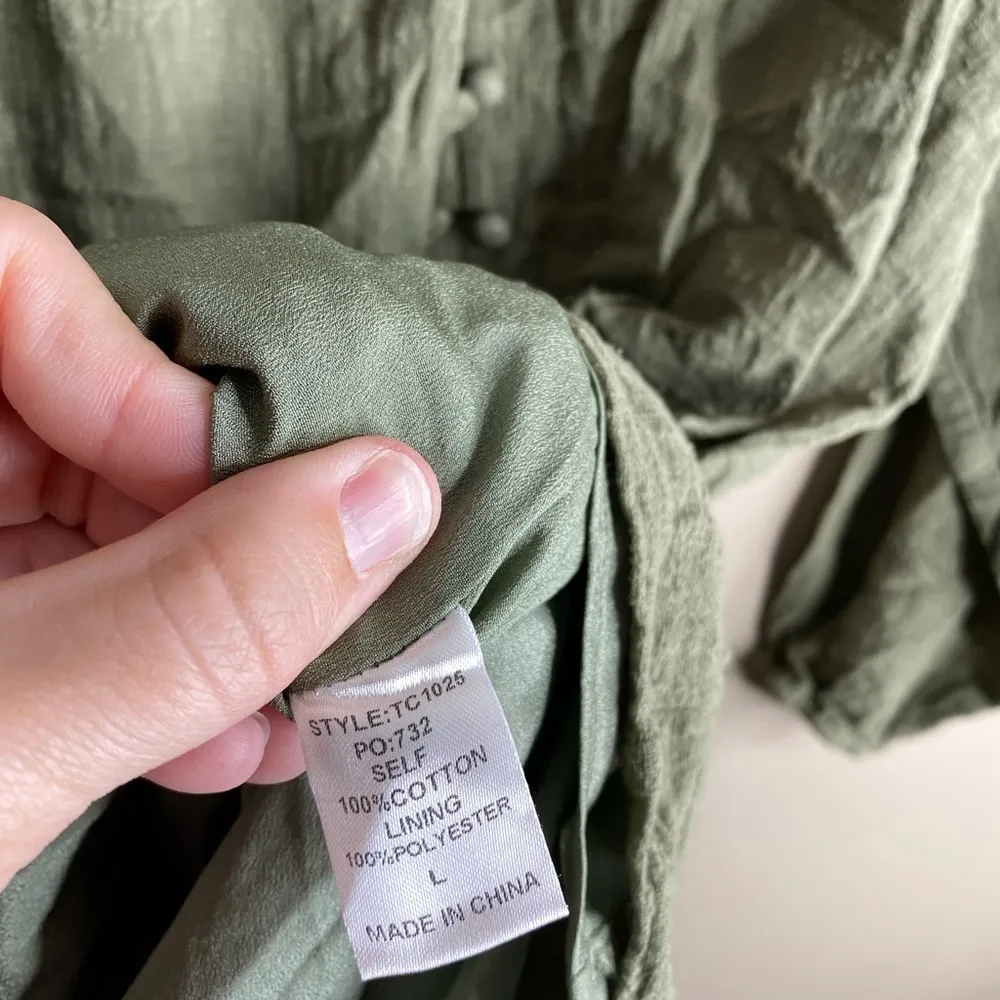 STYLE:TC1025
PO:732
SELF
100%COTTON
LINING
100%POLYESTER
L
MADE IN CHINA